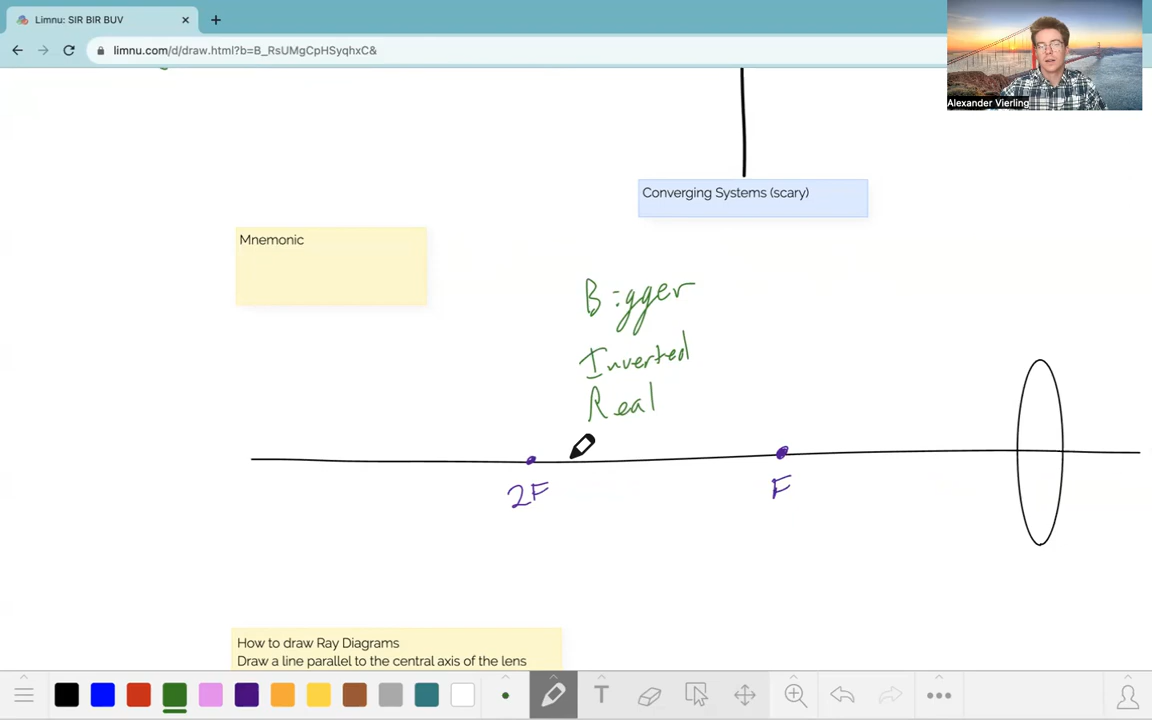 Limnu: SIR BIR BUV
limnu.com/d/draw.html?b=B_RsUMgCpHSyqhxC&
Alexander Vierling
Converging Systems (scary)
Mnemonic
Bigger
Inverted
Real
2F
F
How to draw Ray Diagrams
Draw a line parallel to the central axis of the lens
T